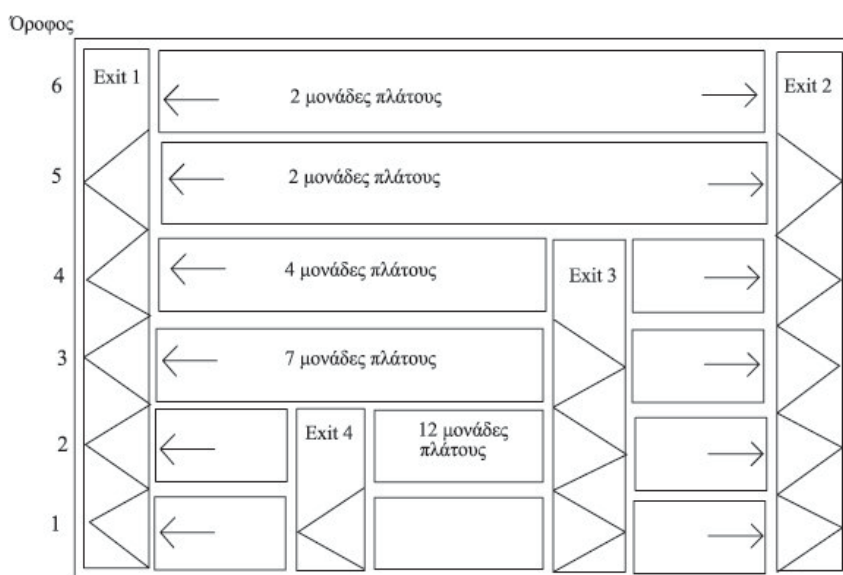 Όροφος
6
Exit 1
2 μονάδες πλάτους
Exit 2
5
2 μονάδες πλάτους
4
4 μονάδες πλάτους
Exit 3
3
7 μονάδες πλάτους
2
Exit 4
12 μονάδες
πλάτους
1